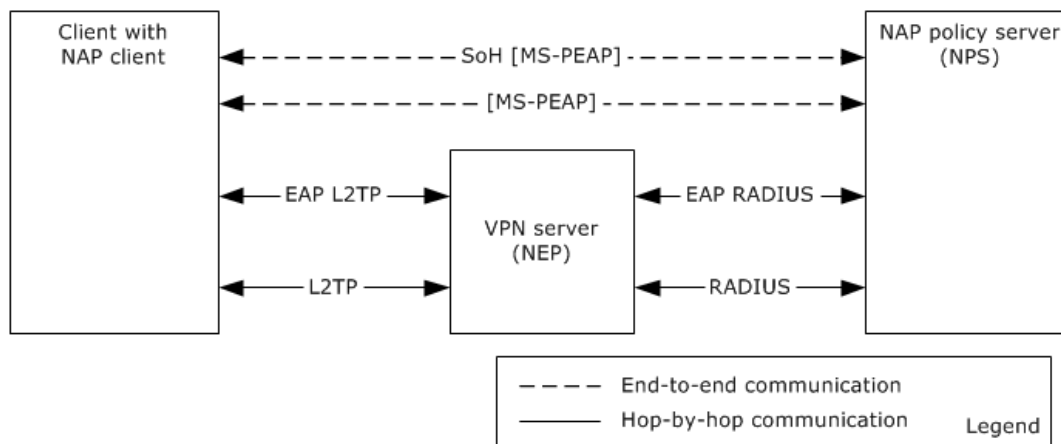 Client with
NAP client
SoH [MS-PEAP]
NAP policy server
(NPS)
[MS-PEAP]
EAP L2TP
EAP RADIUS
VPN server
(NEP)
L2TP
RADIUS
End-to-end communication
Hop-by-hop communication
Legend